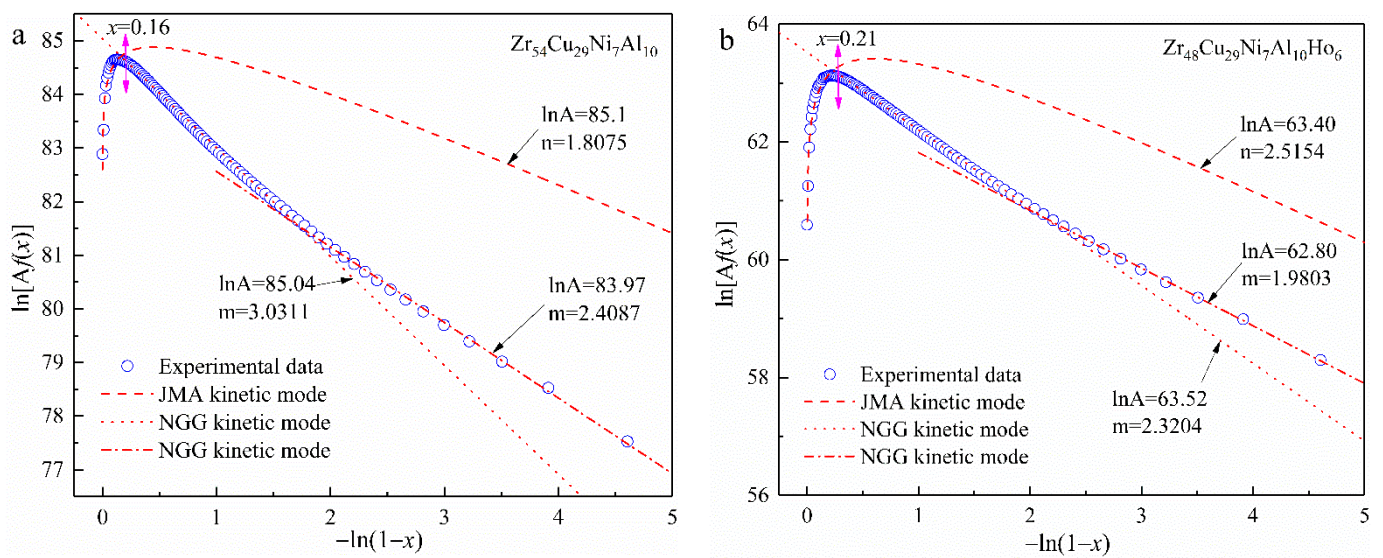 a
x=0.16
Zr54Cu29Ni7Al10
lnA=85.1
n=1.8075
lnA=85.04
m=3.0311
lnA=83.97
m=2.4087
Experimental data
JMA kinetic mode
NGG kinetic mode
NGG kinetic mode
ln[Af(x)]
85
84
83
82
81
80
79
78
77
0 1 2 3 4 5
−ln(1−x)
b
x=0.21
Zr48Cu29Ni7Al10Ho6
lnA=63.40
n=2.5154
lnA=62.80
m=1.9803
lnA=63.52
m=2.3204
Experimental data
JMA kinetic mode
NGG kinetic mode
NGG kinetic mode
ln[Af(x)]
64
62
60
58
56
0 1 2 3 4 5
−ln(1−x)